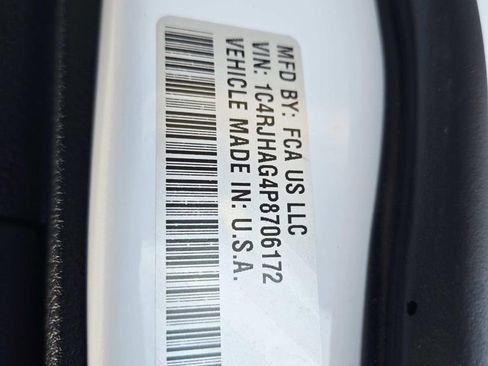 MFD BY: FCA US LLC
VIN: 1C4RJHAG4P8706172
VEHICLE MADE IN: U.S.A.